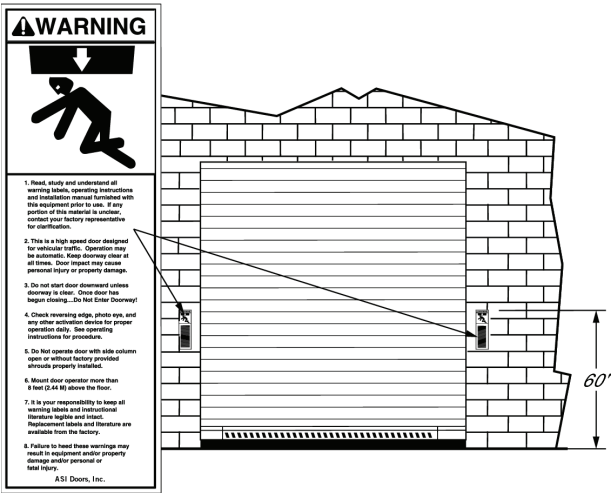 WARNING
1. Read, study and understand all
warning labels, operating instructions
and installation manual furnished with
this equipment prior to use. If any
portion of this material is unclear,
contact your factory representative
for clarification.
2. This is a high speed door designed
for vehicular traffic. Operation may
be automatic. Keep doorway clear at
all times. Door impact may cause
personal injury or property damage.
3. Do not start door downward unless
doorway is clear. Once door has
begun closing....Do Not Enter Doorway!
4. Check reversing edge, photo eye, and
any other activation device for proper
operation daily. See operating
instructions for procedure.
5. Do Not operate door with side column
open or without factory provided
shrouds properly installed.
6. Mount door operator more than
8 feet (2.44 M) above the floor.
7. It is your responsibility to keep all
warning labels and instructional
literature legible and intact.
Replacement labels and literature are
available from the factory.
8. Failure to heed these warnings may
result in equipment and/or property
damage and/or personal or
fatal injury.
ASI Doors, Inc.
60"